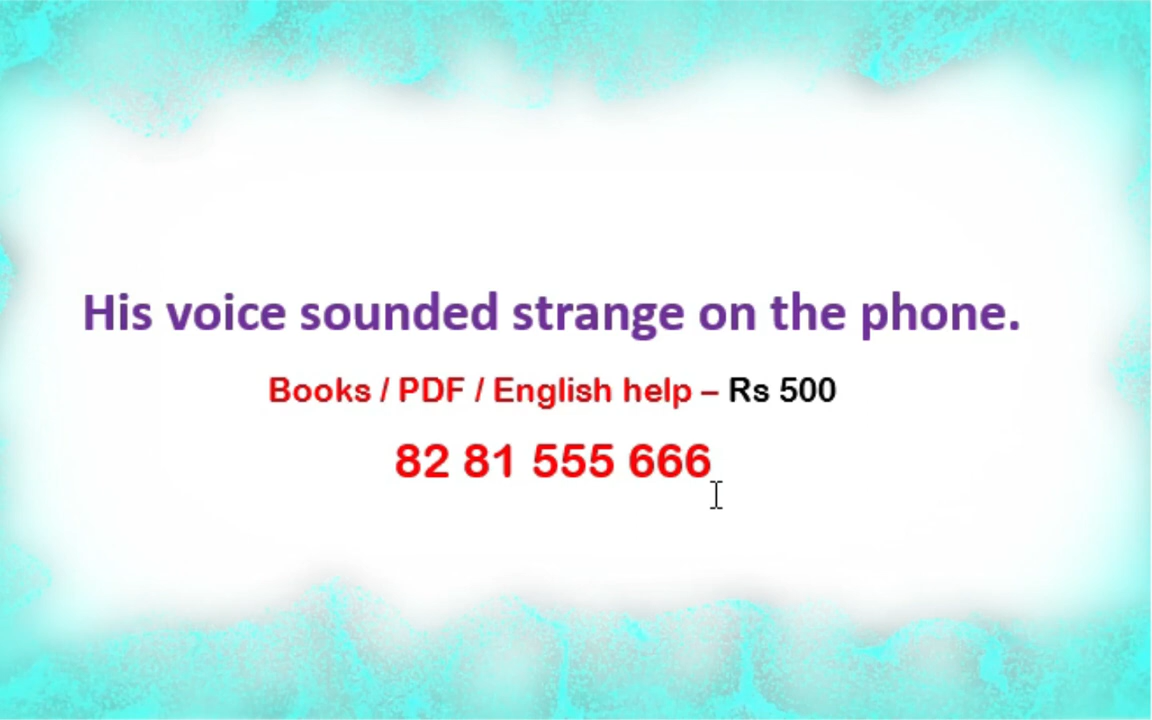 His voice sounded strange on the phone.
Books / PDF / English help – Rs 500
82 81 555 666